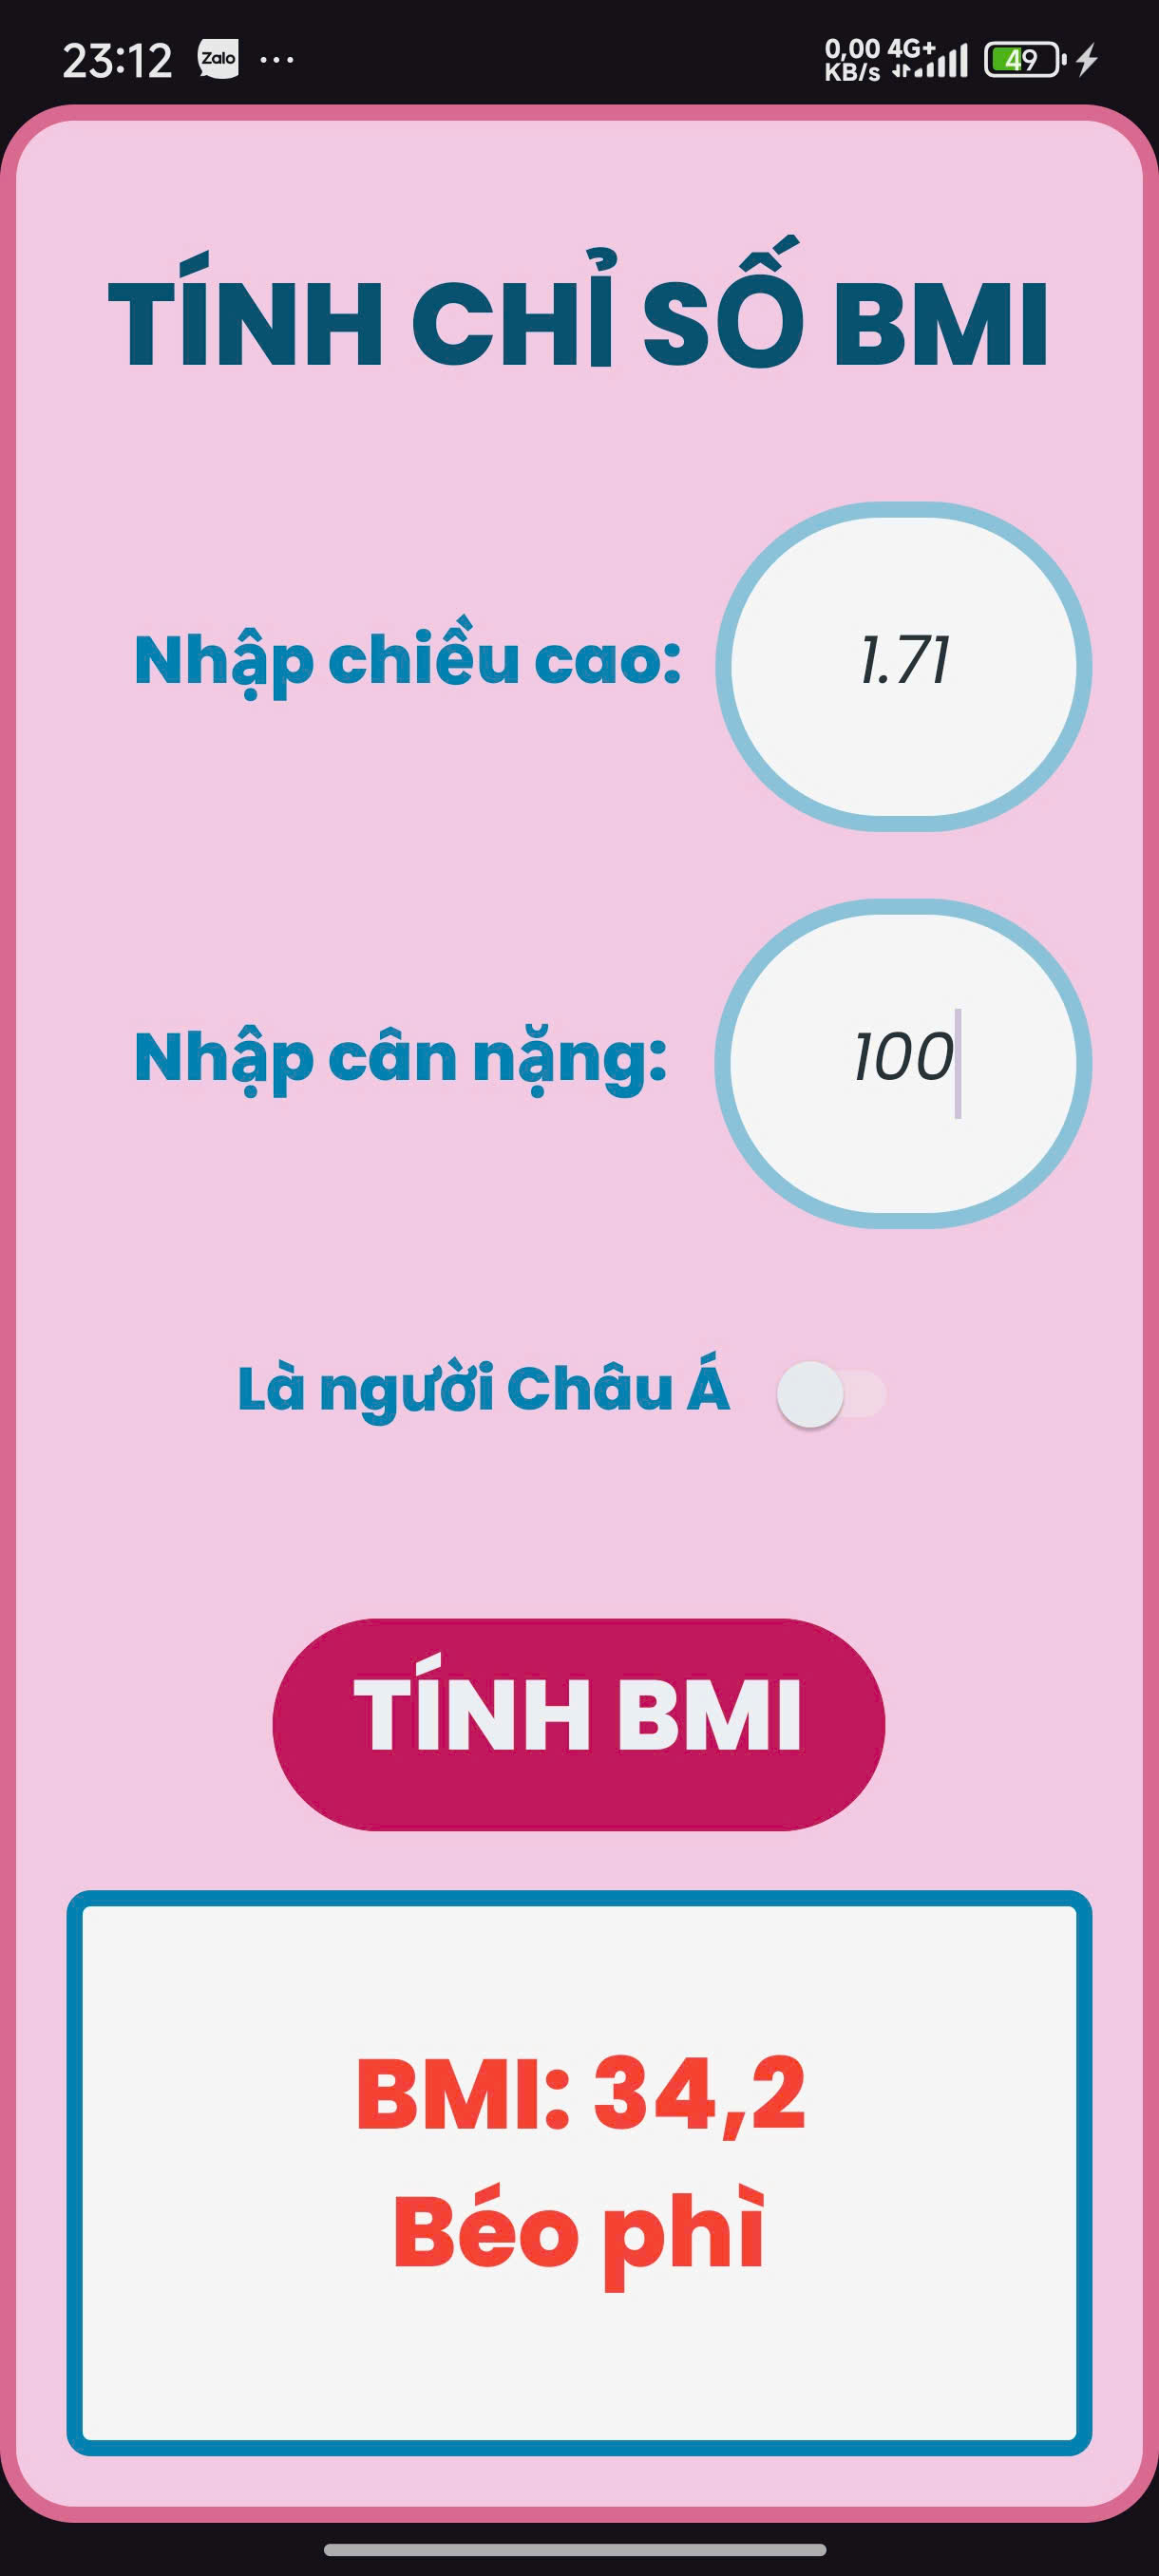 23:12 Zalo ... 0,00 KB/s 4G+ 49
TÍNH CHỈ SỐ BMI
Nhập chiều cao: 1.71
Nhập cân nặng: 100
Là người Châu Á
TÍNH BMI
BMI: 34,2
Béo phì